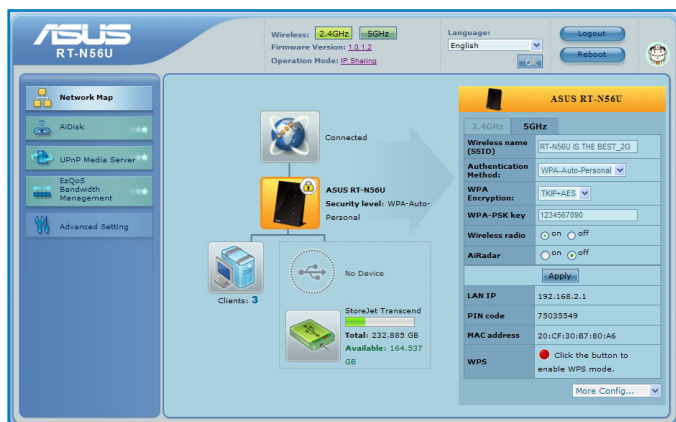 ASUS
RT-N56U
Wireless: 2.4GHz 5GHz
Firmware Version: 1.0.1.2
Operation Mode: IP Sharing
Language:
English
OK
Logout
Reboot
Network Map
AiDisk
UPnP Media Server
EzQoS
Bandwidth
Management
Advanced Setting
Connected
ASUS RT-N56U
Security level: WPA-Auto-
Personal
Clients: 3
No Device
StoreJet Transcend
Total: 232.885 GB
Available: 164.537
GB
ASUS RT-N56U
2.4GHz 5GHz
Wireless name
(SSID)
RT-N56U IS THE BEST_2G
Authentication
Method:
WPA-Auto-Personal
WPA
Encryption:
TKIP+AES
WPA-PSK key
1234567890
Wireless radio
on off
AiRadar
on off
Apply
LAN IP
192.168.2.1
PIN code
75035549
MAC address
20:CF:30:B7:80:A6
WPS
Click the button to
enable WPS mode.
More Config...